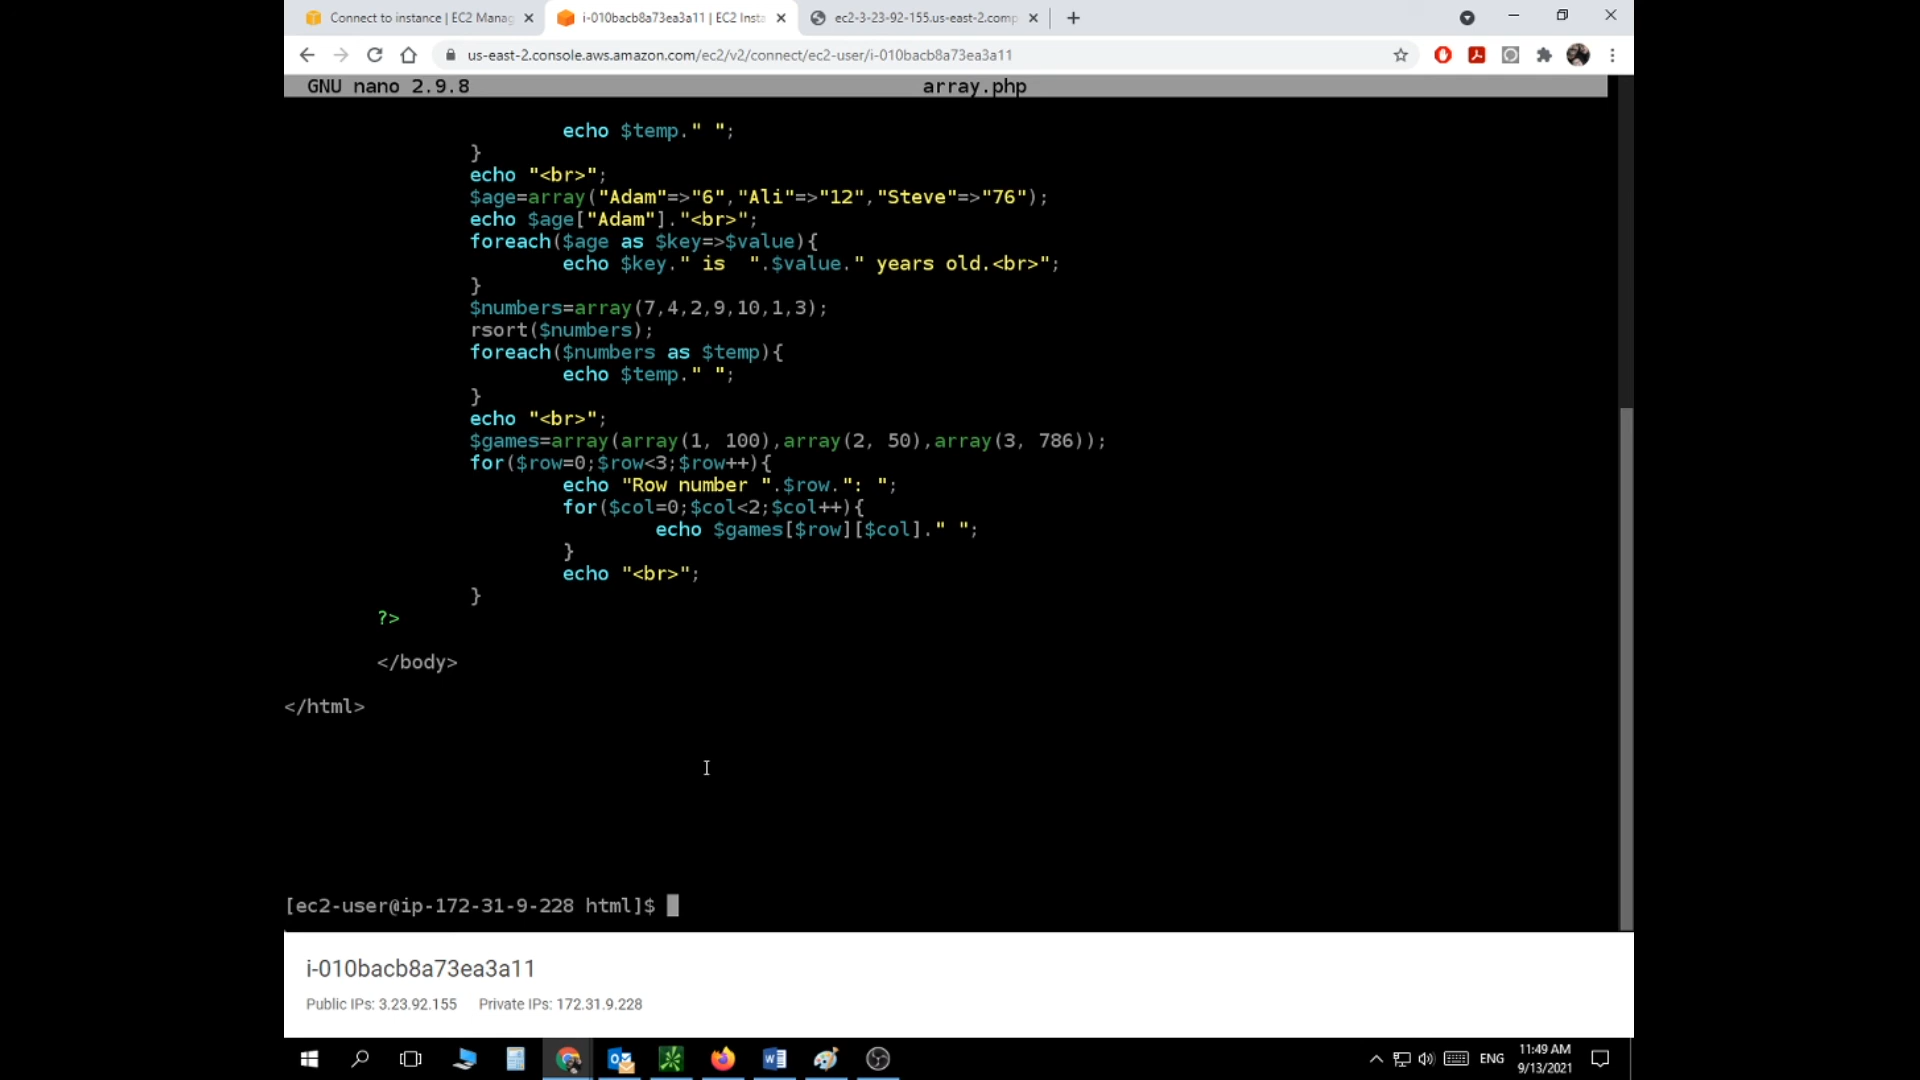 Connect to instance | EC2 Manag
i-010bacb8a73ea3a11 | EC2 Insta
ec2-3-23-92-155.us-east-2.comp
us-east-2.console.aws.amazon.com/ec2/v2/connect/ec2-user/i-010bacb8a73ea3a11
GNU nano 2.9.8 array.php
echo $temp." ";
}
echo "<br>";
$age=array("Adam"=>"6","Ali"=>"12","Steve"=>"76");
echo $age["Adam"]."<br>";
foreach($age as $key=>$value){
echo $key." is  ".$value." years old.<br>";
}
$numbers=array(7,4,2,9,10,1,3);
rsort($numbers);
foreach($numbers as $temp){
echo $temp." ";
}
echo "<br>";
$games=array(array(1, 100),array(2, 50),array(3, 786));
for($row=0;$row<3;$row++){
echo "Row number ".$row.": ";
for($col=0;$col<2;$col++){
echo $games[$row][$col]." ";
}
echo "<br>";
}
?>
</body>
</html>
[ec2-user@ip-172-31-9-228 html]$
i-010bacb8a73ea3a11
Public IPs: 3.23.92.155 Private IPs: 172.31.9.228
ENG
11:49 AM
9/13/2021